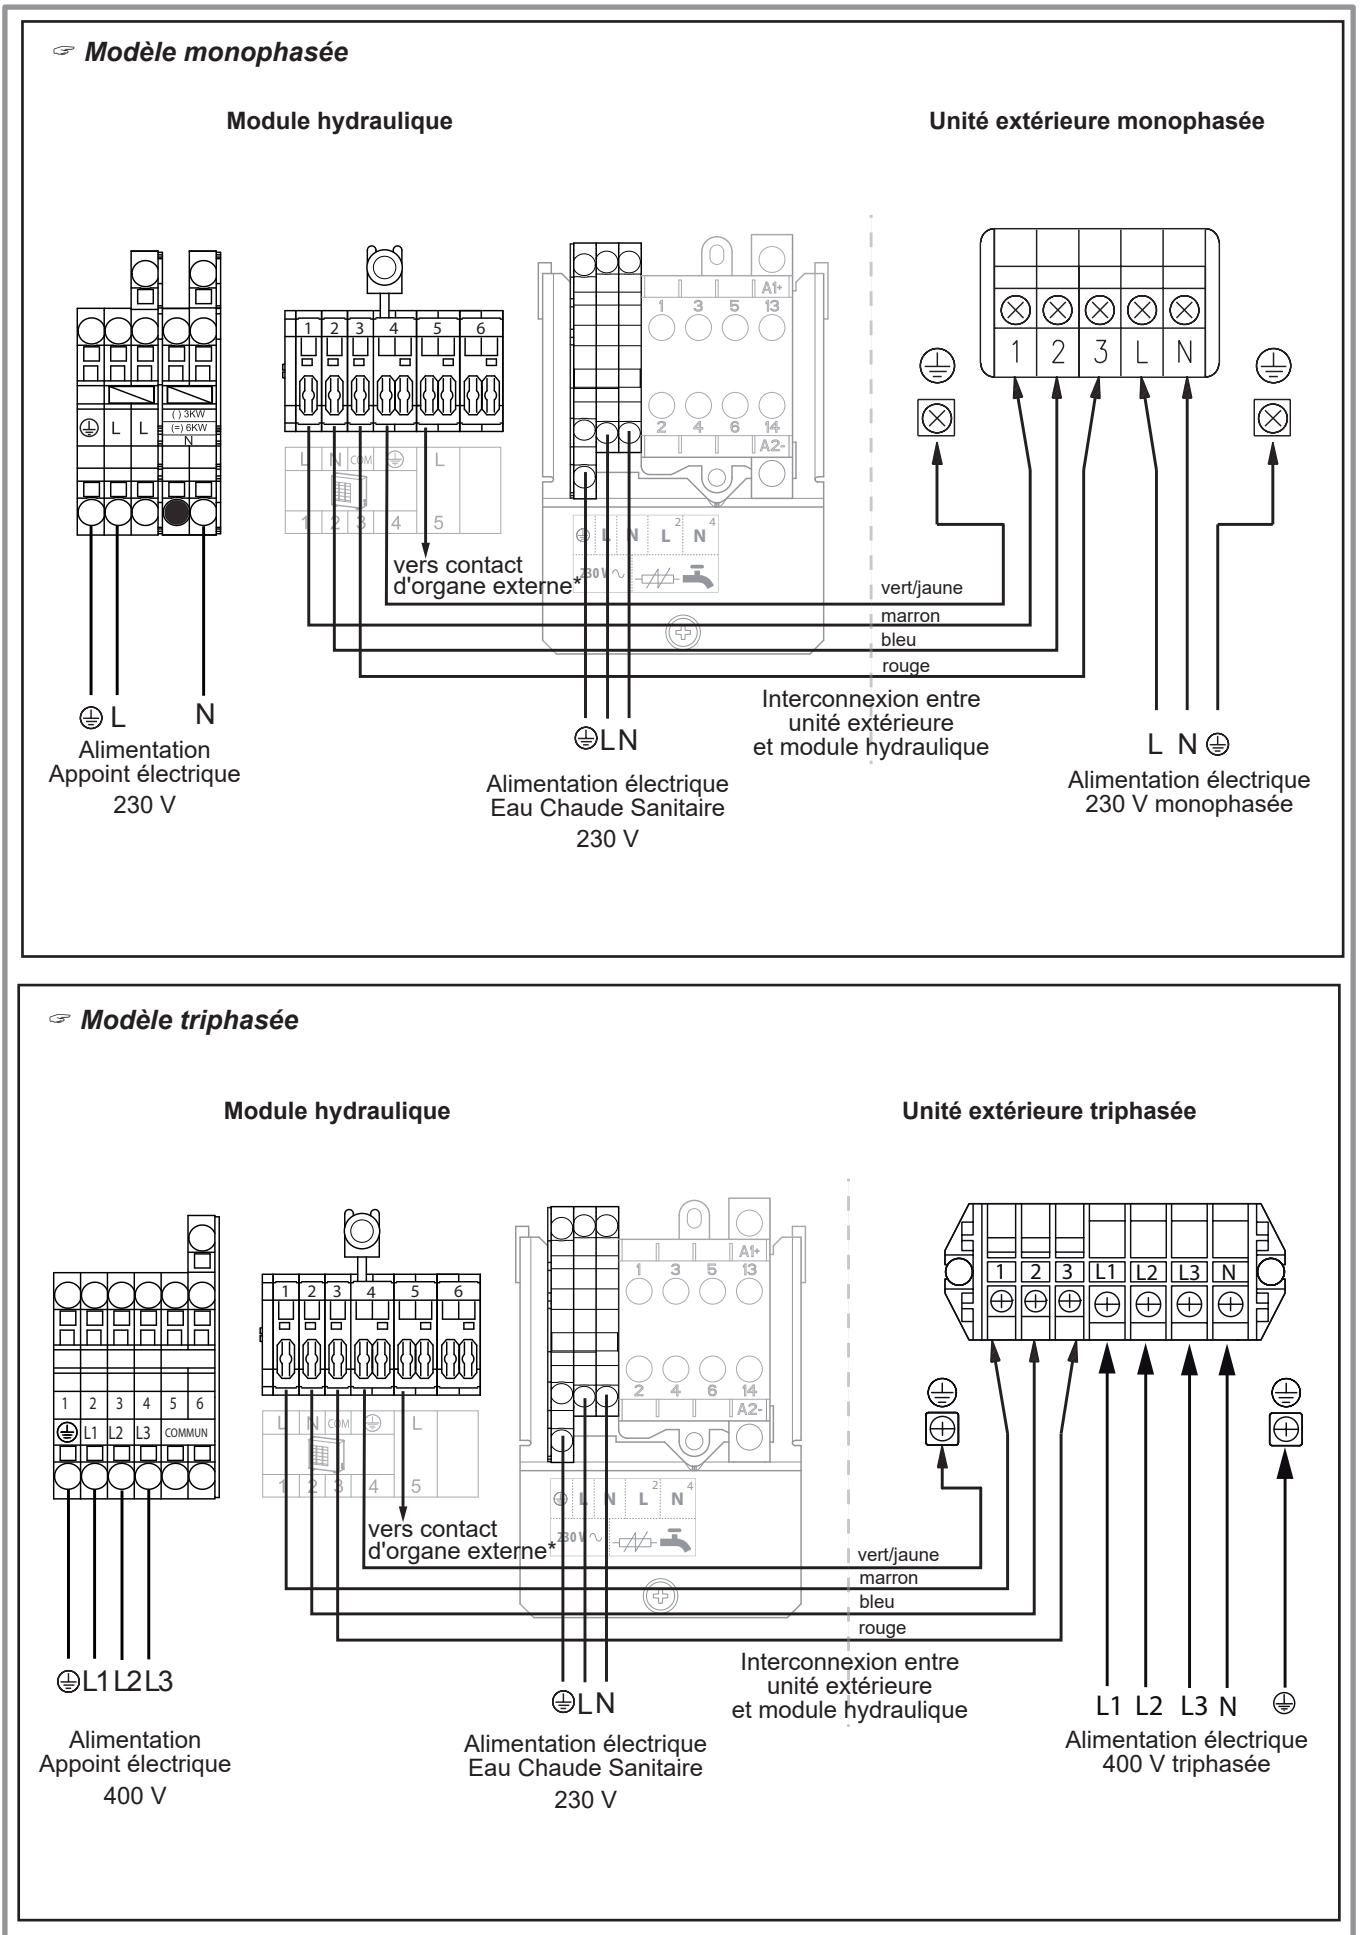 ☞ Modèle monophasée
Module hydraulique
Unité extérieure monophasée
1 2 3 4 5 6
A1+
1 3 5 13
2 4 6 14
A2-
1 2 3 L N
L L
( ) 3KW
(=) 6KW
N
L N COM L
1 2 3 4 5
L N L 2 N 4
230 V ~
vers contact
d'organe externe*
vert/jaune
marron
bleu
rouge
Interconnexion entre
unité extérieure
et module hydraulique
L N
Alimentation
Appoint électrique
230 V
L N
Alimentation électrique
Eau Chaude Sanitaire
230 V
L N
Alimentation électrique
230 V monophasée
☞ Modèle triphasée
Module hydraulique
Unité extérieure triphasée
1 2 3 4 5 6
A1+
1 3 5 13
2 4 6 14
A2-
1 2 3 L1 L2 L3 N
1 2 3 4 5 6
L1 L2 L3 COMMUN
L N COM L
1 2 3 4 5
L N L 2 N 4
230 V ~
vers contact
d'organe externe*
vert/jaune
marron
bleu
rouge
Interconnexion entre
unité extérieure
et module hydraulique
L1 L2 L3
Alimentation
Appoint électrique
400 V
L N
Alimentation électrique
Eau Chaude Sanitaire
230 V
L1 L2 L3 N
Alimentation électrique
400 V triphasée